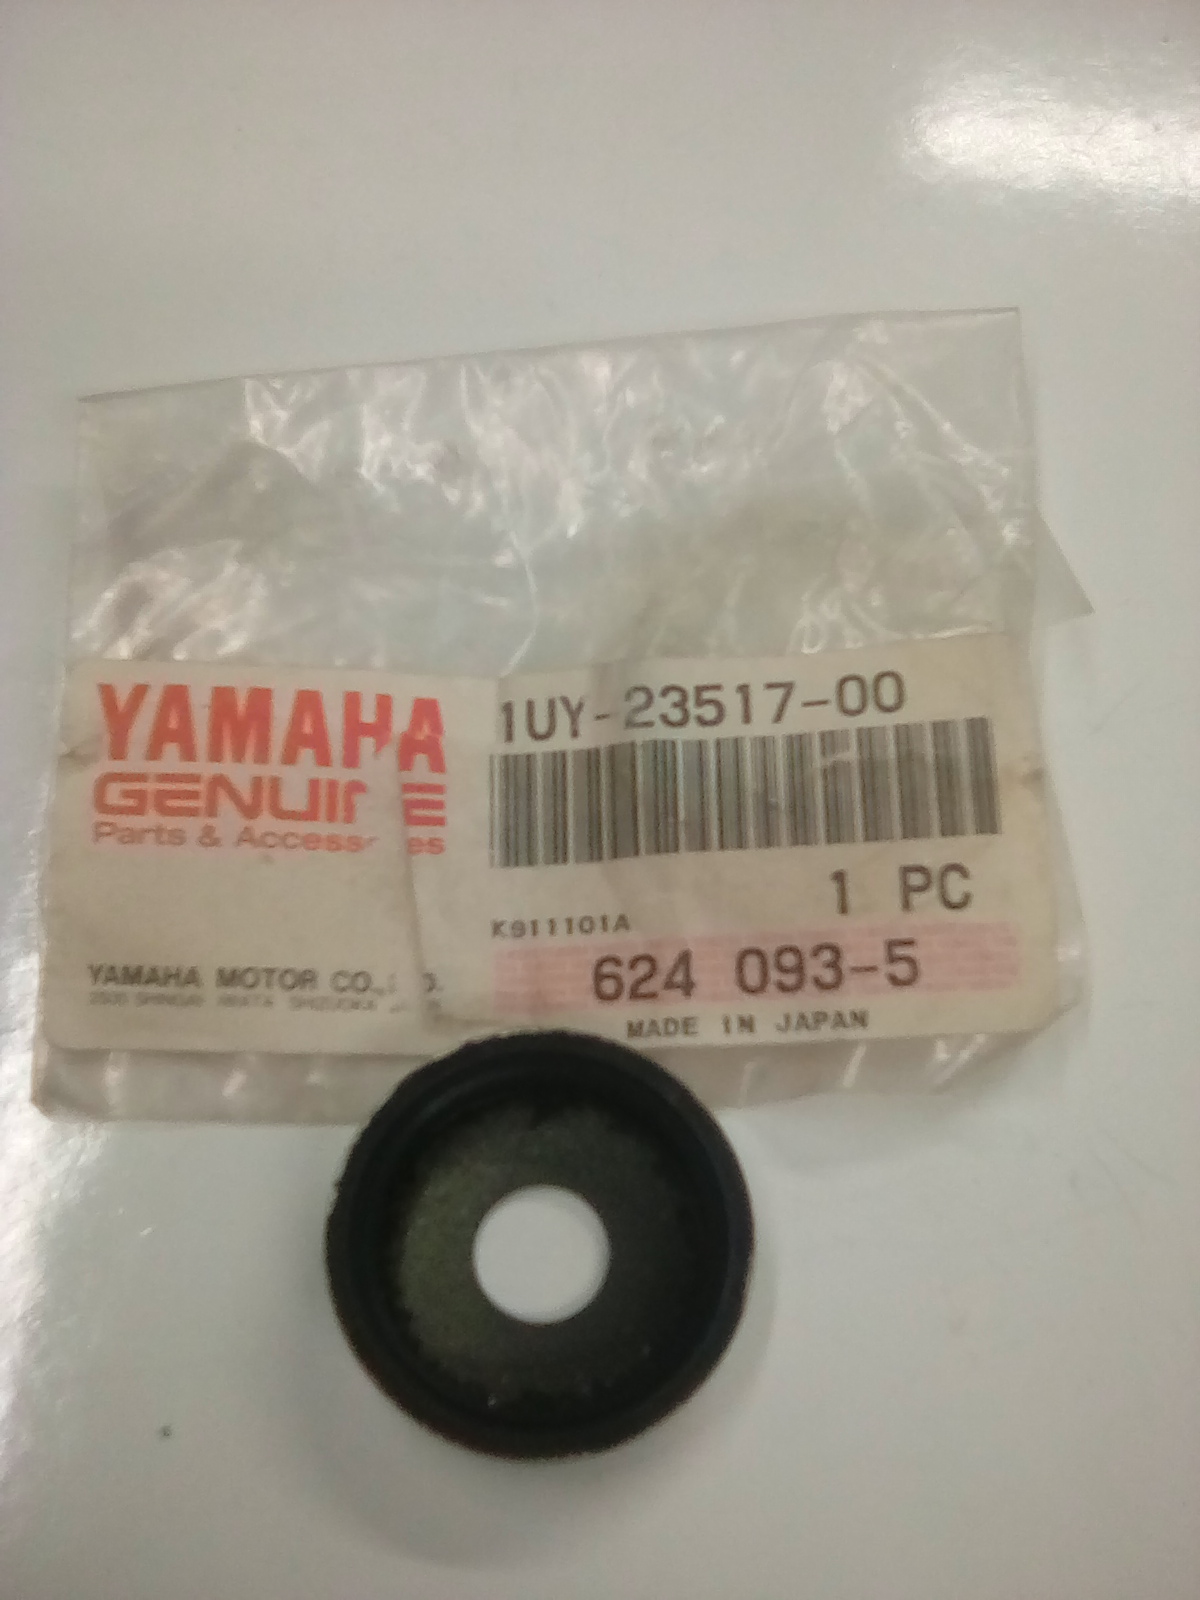 YAMAHA
GENUINE
Parts & Accessories
YAMAHA MOTOR CO.,
1UY-23517-00
1 PC
K911101A
624 093-5
MADE IN JAPAN